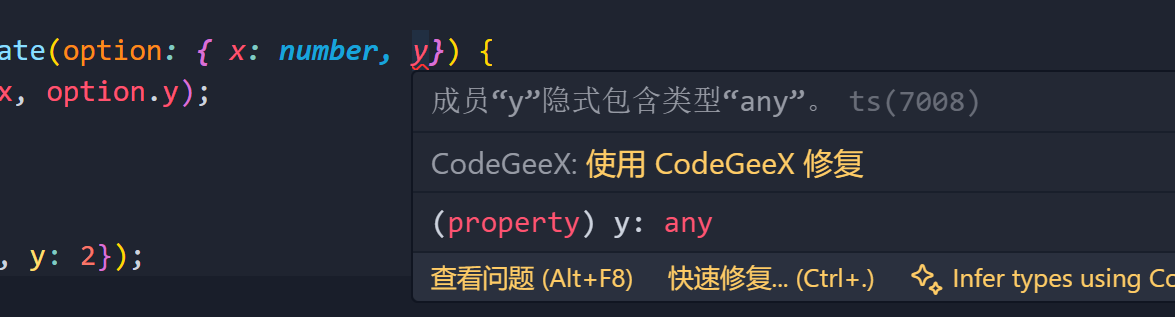 ate(option: { x: number, y}) {
x, option.y);
成员“y”隐式包含类型“any”。 ts(7008)
CodeGeeX: 使用 CodeGeeX 修复
(property) y: any
, y: 2});
查看问题 (Alt+F8) 快速修复... (Ctrl+.) Infer types using Co